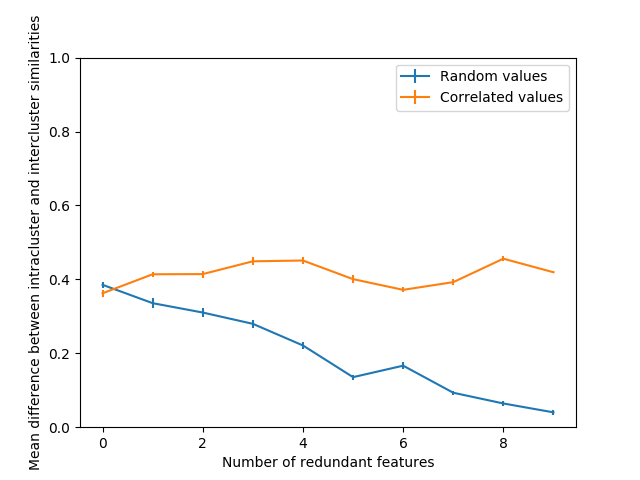 Mean difference between intracluster and intercluster similarities
1.0
0.8
0.6
0.4
0.2
0.0
0 2 4 6 8
Number of redundant features
Random values
Correlated values